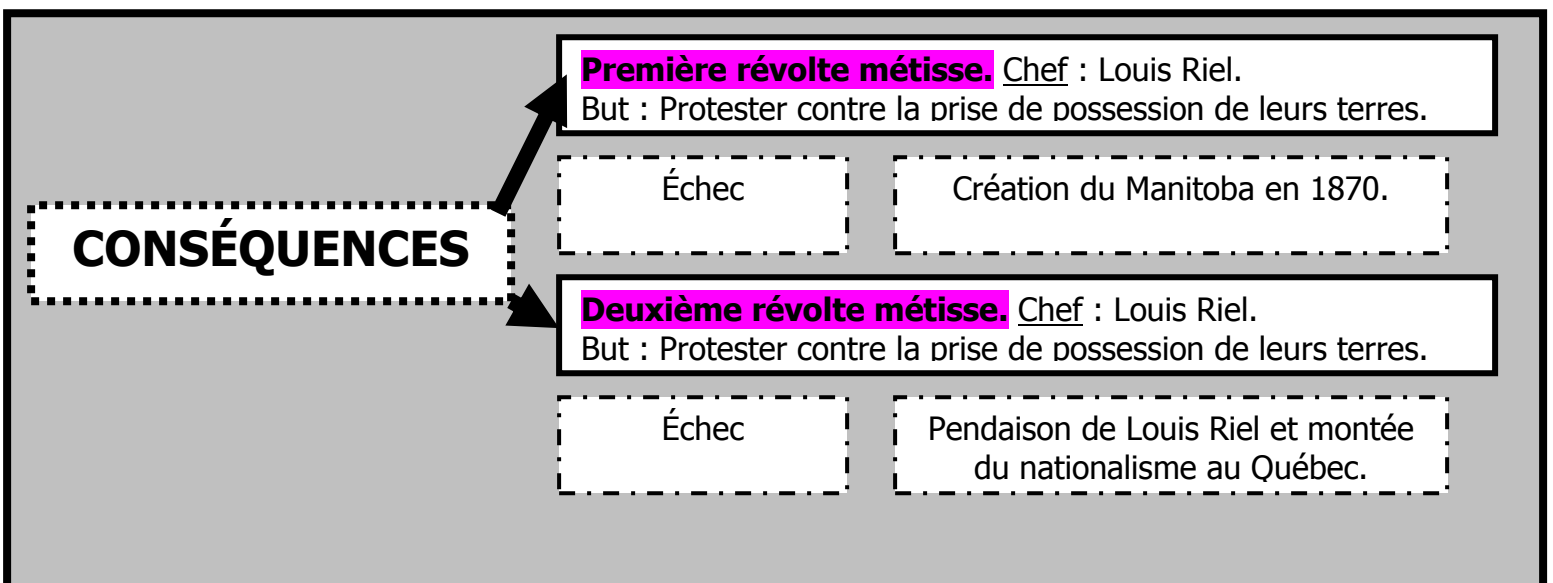 Première révolte métisse. Chef : Louis Riel.
But : Protester contre la prise de possession de leurs terres.
Échec
Création du Manitoba en 1870.
CONSÉQUENCES
Deuxième révolte métisse. Chef : Louis Riel.
But : Protester contre la prise de possession de leurs terres.
Échec
Pendaison de Louis Riel et montée
du nationalisme au Québec.